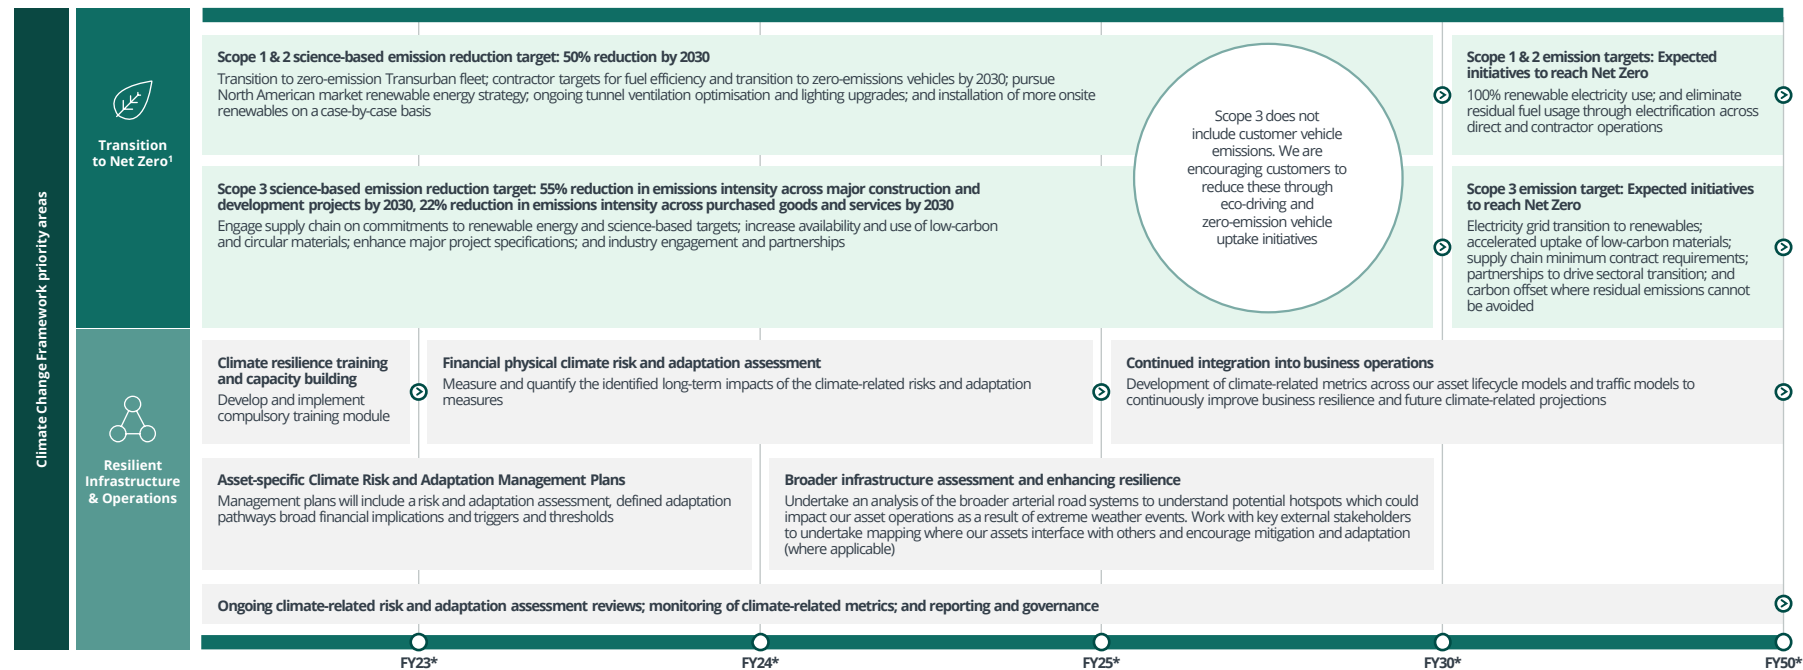 Climate Change Framework priority areas
Transition
to Net Zero¹
Scope 1 & 2 science-based emission reduction target: 50% reduction by 2030
Transition to zero-emission Transurban fleet; contractor targets for fuel efficiency and transition to zero-emissions vehicles by 2030; pursue
North American market renewable energy strategy; ongoing tunnel ventilation optimisation and lighting upgrades; and installation of more onsite
renewables on a case-by-case basis
Scope 3 science-based emission reduction target: 55% reduction in emissions intensity across major construction and
development projects by 2030, 22% reduction in emissions intensity across purchased goods and services by 2030
Engage supply chain on commitments to renewable energy and science-based targets; increase availability and use of low-carbon
and circular materials; enhance major project specifications; and industry engagement and partnerships
Scope 3 does not
include customer vehicle
emissions. We are
encouraging customers to
reduce these through
eco-driving and
zero-emission vehicle
uptake initiatives
Scope 1 & 2 emission targets: Expected
initiatives to reach Net Zero
100% renewable electricity use; and eliminate
residual fuel usage through electrification across
direct and contractor operations
Scope 3 emission target: Expected initiatives
to reach Net Zero
Electricity grid transition to renewables;
accelerated uptake of low-carbon materials;
supply chain minimum contract requirements;
partnerships to drive sectoral transition; and
carbon offset where residual emissions cannot
be avoided
Resilient
Infrastructure
& Operations
Climate resilience training
and capacity building
Develop and implement
compulsory training module
Financial physical climate risk and adaptation assessment
Measure and quantify the identified long-term impacts of the climate-related risks and adaptation
measures
Continued integration into business operations
Development of climate-related metrics across our asset lifecycle models and traffic models to
continuously improve business resilience and future climate-related projections
Asset-specific Climate Risk and Adaptation Management Plans
Management plans will include a risk and adaptation assessment, defined adaptation
pathways broad financial implications and triggers and thresholds
Broader infrastructure assessment and enhancing resilience
Undertake an analysis of the broader arterial road systems to understand potential hotspots which could
impact our asset operations as a result of extreme weather events. Work with key external stakeholders
to undertake mapping where our assets interface with others and encourage mitigation and adaptation
(where applicable)
Ongoing climate-related risk and adaptation assessment reviews; monitoring of climate-related metrics; and reporting and governance
FY23*
FY24*
FY25*
FY30*
FY50*